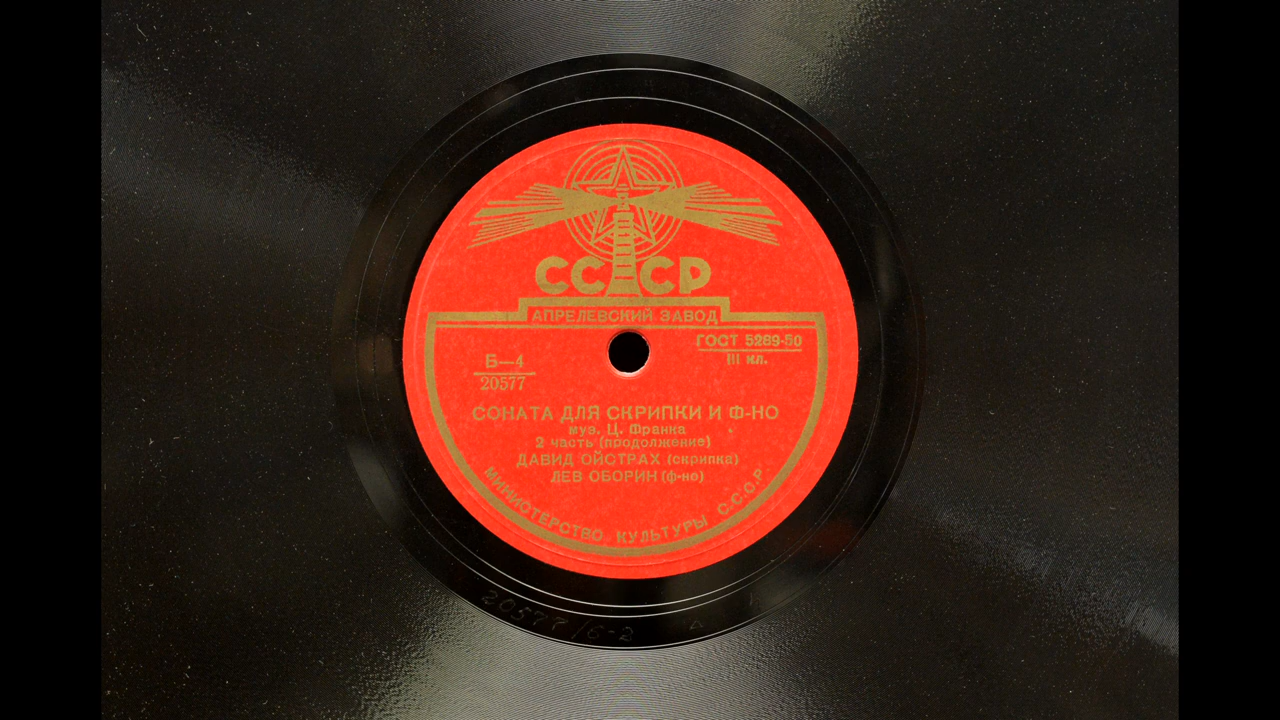 СССР
АПРЕЛЕВСКИЙ ЗАВОД
ГОСТ 5289-50
III кл.
Б—4
20577
СОНАТА ДЛЯ СКРИПКИ И Ф-НО
муз. Ц. Франка
2 часть (продолжение)
ДАВИД ОЙСТРАХ (скрипка)
ЛЕВ ОБОРИН (ф-но)
МИНИСТЕРСТВО КУЛЬТУРЫ С.С.С.Р
20577/6-2